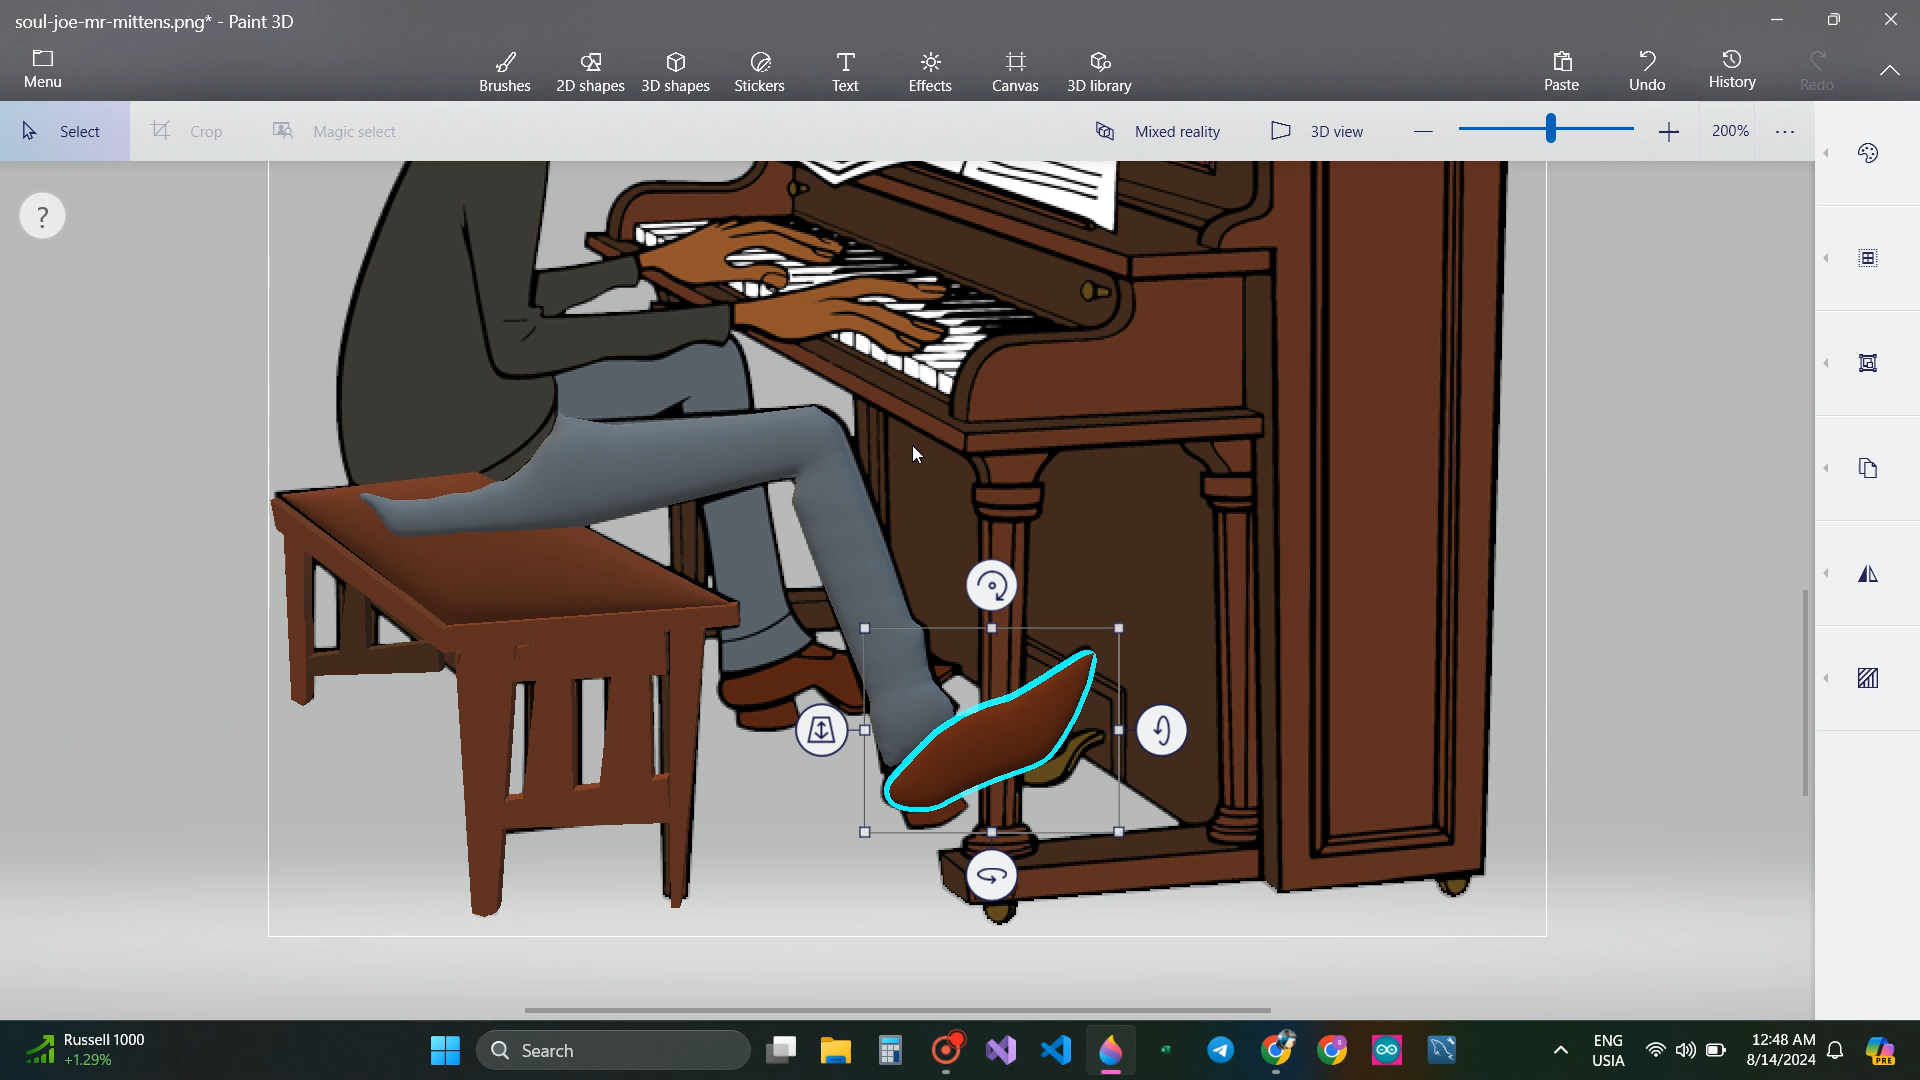 soul-joe-mr-mittens.png* - Paint 3D
Menu
Brushes
2D shapes
3D shapes
Stickers
Text
Effects
Canvas
3D library
Paste
Undo
History
Redo
Select
Crop
Magic select
Mixed reality
3D view
200%
?
Russell 1000
+1.29%
Search
ENG
USIA
12:48 AM
8/14/2024
PRE